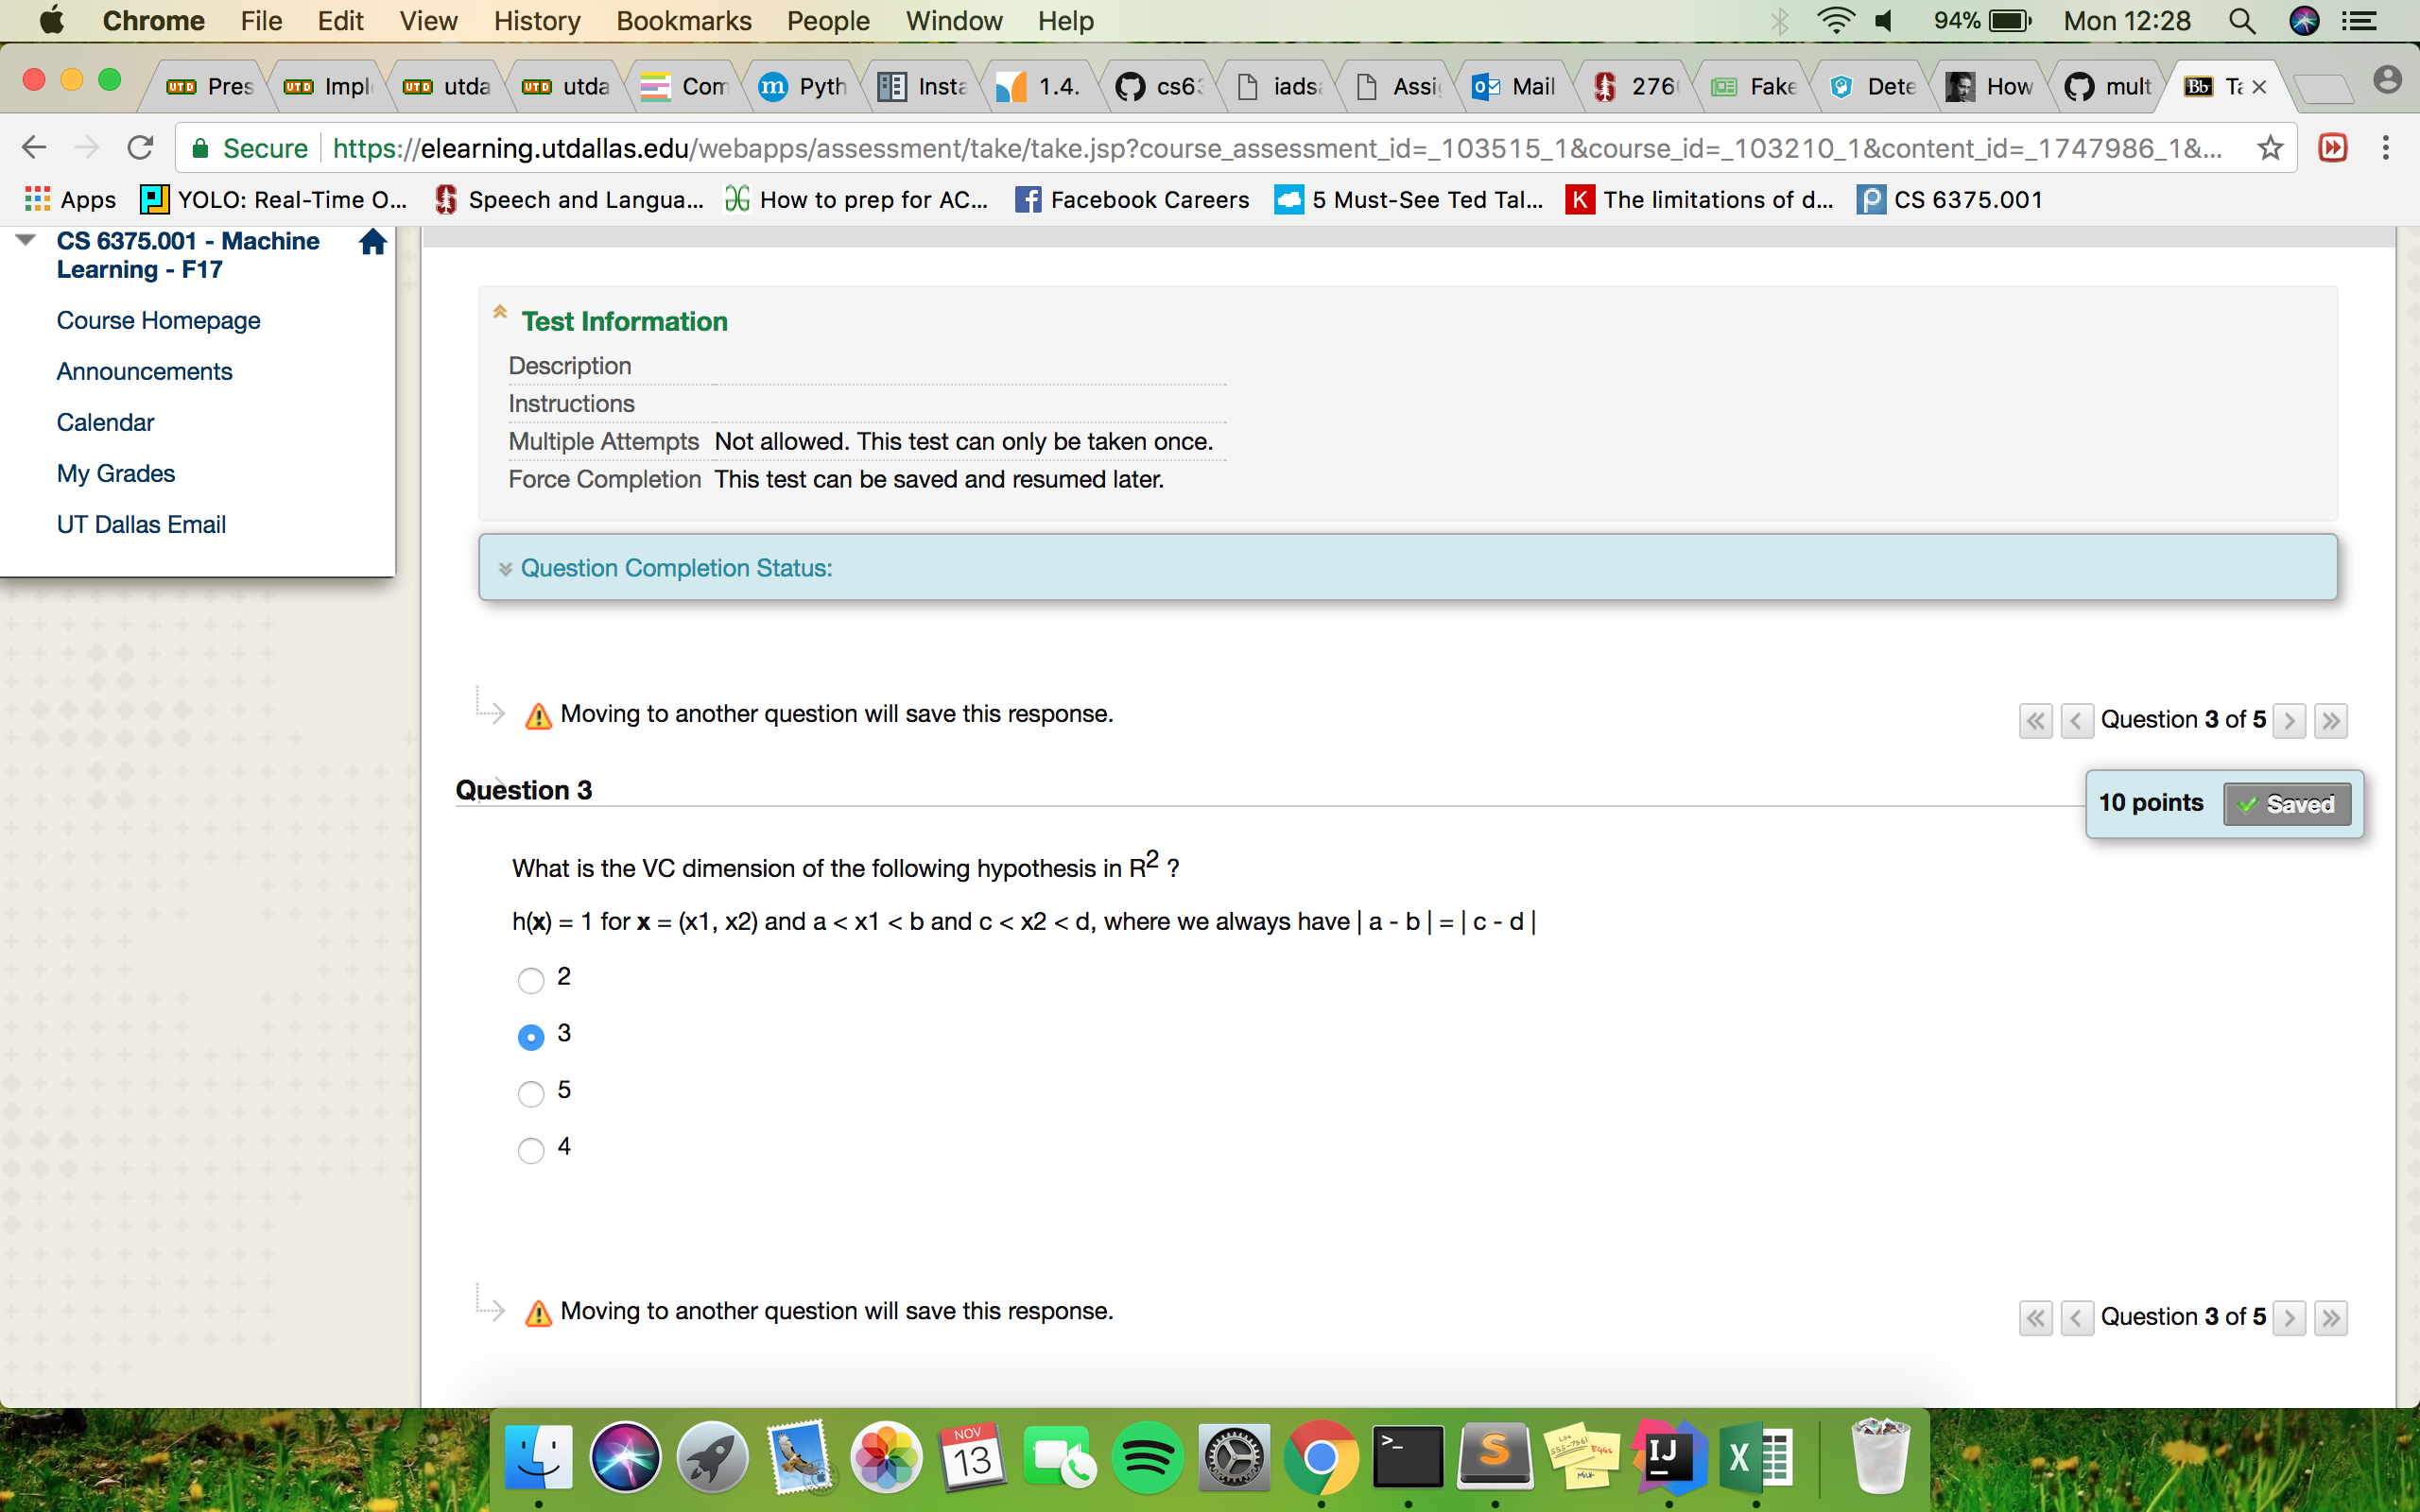 Chrome File Edit View History Bookmarks People Window Help 94% Mon 12:28
UTD Pres UTD Impl UTD utda UTD utda Com m Pyth Insta 1.4. cs63 iads Assi Mail 276 Fake Dete How mult Bb Ta
Secure https://elearning.utdallas.edu/webapps/assessment/take/take.jsp?course_assessment_id=_103515_1&course_id=_103210_1&content_id=_1747986_1&...
Apps YOLO: Real-Time O... Speech and Langua... How to prep for AC... Facebook Careers 5 Must-See Ted Tal... K The limitations of d... CS 6375.001
CS 6375.001 - Machine
Learning - F17
Course Homepage
Announcements
Calendar
My Grades
UT Dallas Email
Test Information
Description
Instructions
Multiple Attempts Not allowed. This test can only be taken once.
Force Completion This test can be saved and resumed later.
Question Completion Status:
Moving to another question will save this response.
Question 3 of 5
Question 3
10 points Saved
What is the VC dimension of the following hypothesis in R² ?
h(x) = 1 for x = (x1, x2) and a < x1 < b and c < x2 < d, where we always have | a - b | = | c - d |
2
3
5
4
Moving to another question will save this response.
Question 3 of 5
NOV
13
>_
S
IJ
X